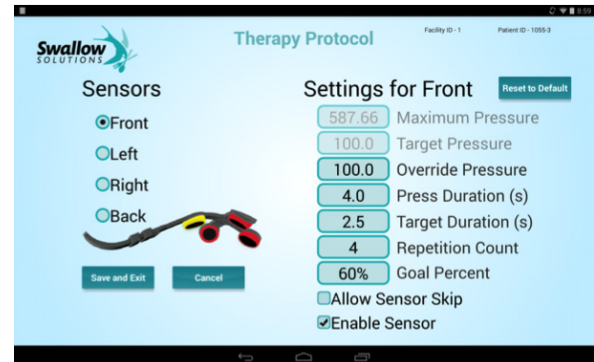 8:59
Swallow
SOLUTIONS
Therapy Protocol
Facility ID - 1
Patient ID - 1055-3
Sensors
Front
Left
Right
Back
Save and Exit
Cancel
Settings for Front
Reset to Default
587.66 Maximum Pressure
100.0 Target Pressure
100.0 Override Pressure
4.0 Press Duration (s)
2.5 Target Duration (s)
4 Repetition Count
60% Goal Percent
Allow Sensor Skip
Enable Sensor